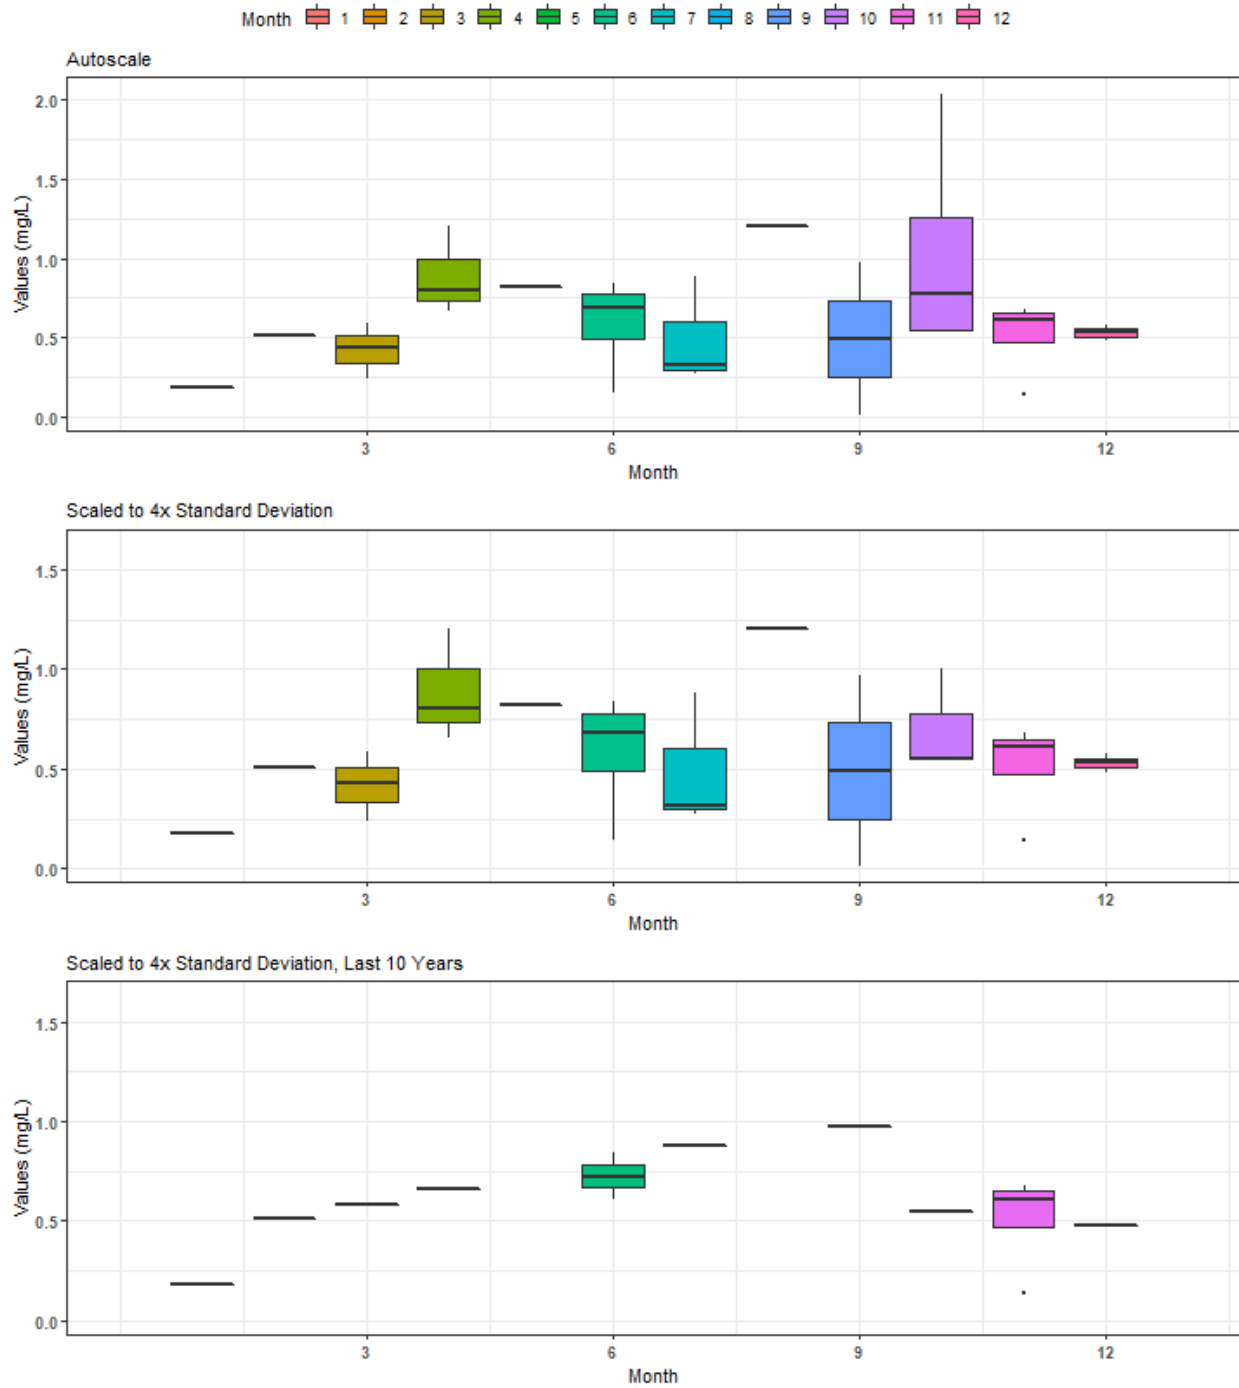 Month 1 2 3 4 5 6 7 8 9 10 11 12
Autoscale
Values (mg/L)
2.0
1.5
1.0
0.5
0.0
3 6 9 12
Month
Scaled to 4x Standard Deviation
Values (mg/L)
1.5
1.0
0.5
0.0
3 6 9 12
Month
Scaled to 4x Standard Deviation, Last 10 Years
Values (mg/L)
1.5
1.0
0.5
0.0
3 6 9 12
Month